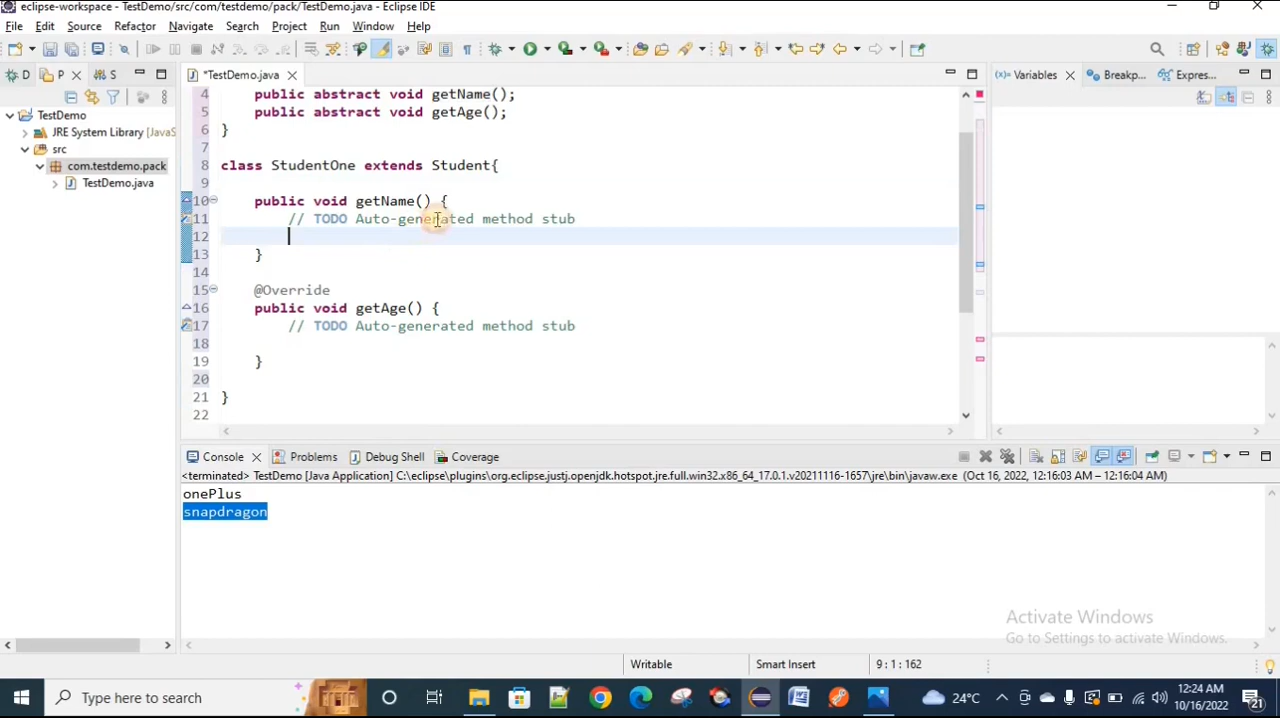 eclipse-workspace - TestDemo/src/com/testdemo/pack/TestDemo.java - Eclipse IDE
File Edit Source Refactor Navigate Search Project Run Window Help
D P S
*TestDemo.java
Variables Breakp... Expres...
TestDemo
JRE System Library [JavaS
src
com.testdemo.pack
TestDemo.java
4 public abstract void getName();
5 public abstract void getAge();
6 }
7
8 class StudentOne extends Student{
9
10 public void getName() {
11 // TODO Auto-generated method stub
12
13 }
14
15 @Override
16 public void getAge() {
17 // TODO Auto-generated method stub
18
19 }
20
21 }
22
Console Problems Debug Shell Coverage
<terminated> TestDemo [Java Application] C:\eclipse\plugins\org.eclipse.justj.openjdk.hotspot.jre.full.win32.x86_64_17.0.1.v20211116-1657\jre\bin\javaw.exe (Oct 16, 2022, 12:16:03 AM – 12:16:04 AM)
onePlus
snapdragon
Activate Windows
Go to Settings to activate Windows.
Writable Smart Insert 9 : 1 : 162
Type here to search
24°C
12:24 AM
10/16/2022
21